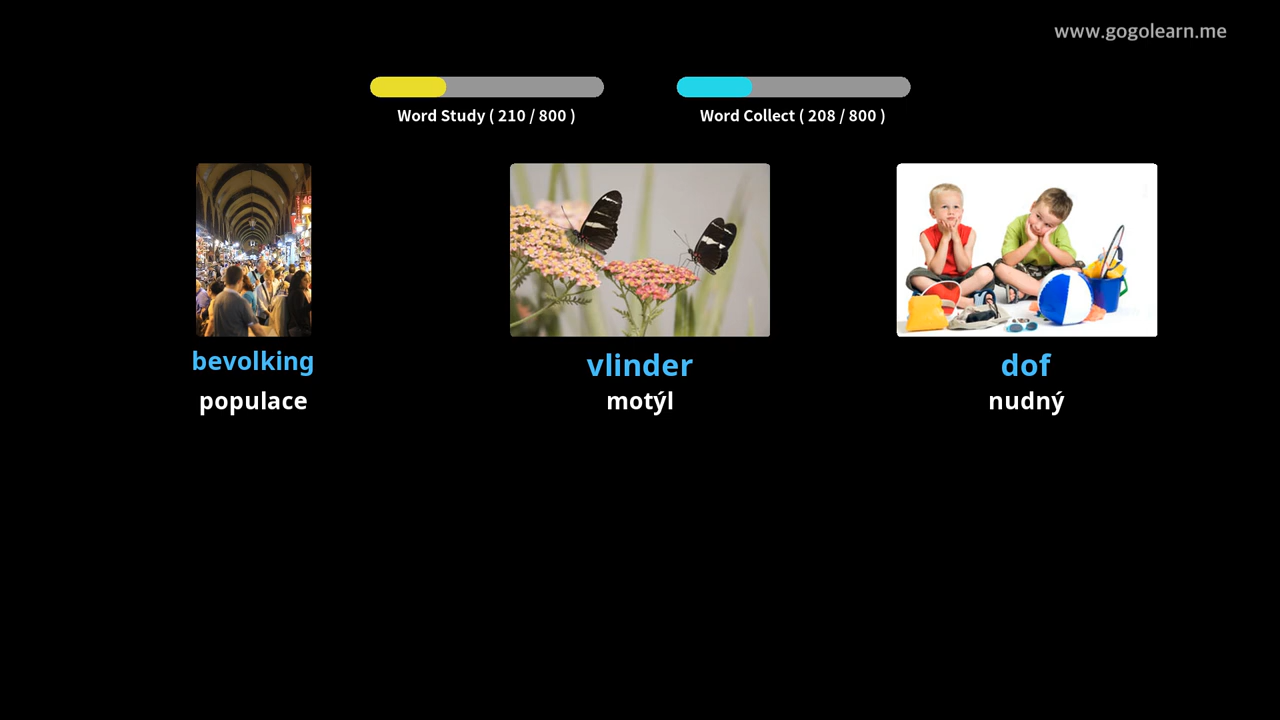 www.gogolearn.me
Word Study ( 210 / 800 )
Word Collect ( 208 / 800 )
bevolking
vlinder
dof
populace
motýl
nudný